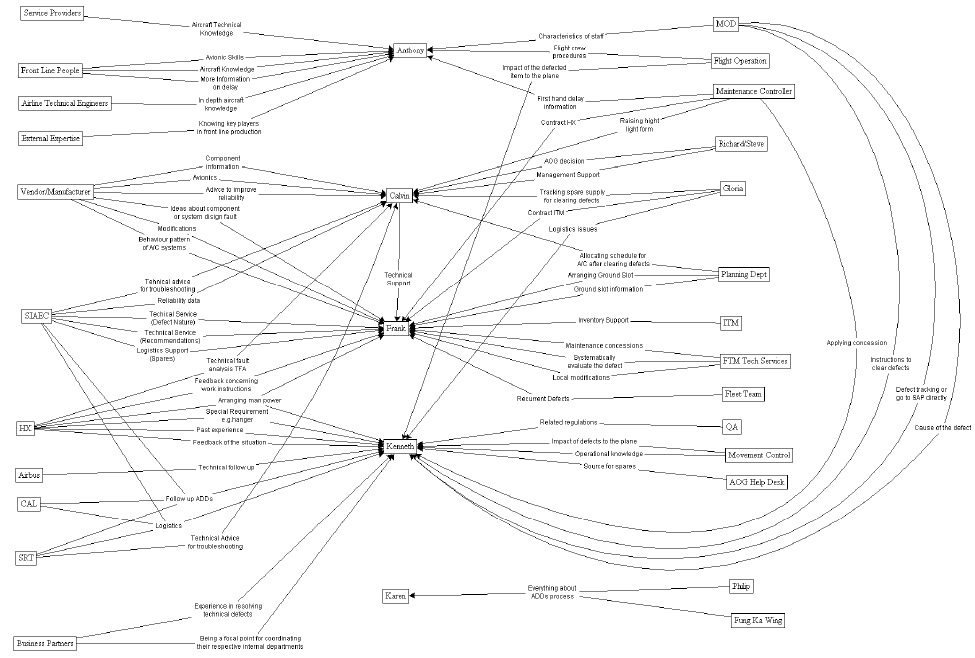 Service Providers
Aircraft Technical
Knowledge
Front Line People
Avionic Skills
Aircraft Knowledge
More Information
on delay
Airline Technical Engineers
In depth aircraft
knowledge
External Expertise
Knowing key players
in front line production
Anthony
Characteristics of staff
MOD
Flight crew
procedures
Flight Operation
Impact of the defected
item to the plane
Maintenance Controller
First hand delay
information
Contract HX
Raising hight
light form
Vendor/Manufacturer
Component
information
Avionics
Advice to improve
reliability
Ideas about component
or system disign fault
Modifications
Behaviour pattern
of A/C systems
Calvin
AOG decision
Richard/Steve
Management Support
Tracking spare supply
for clearing defects
Gloria
Contract ITM
Logistics issues
Allocating schedule for
A/C after clearing defects
Planning Dept
Arranging Ground Slot
Ground slot information
Technical
Support
SIAEC
Tehnical advice
for troubleshooting
Reliability data
Techical Service
(Defect Nature)
Technical Service
(Recommendations)
Logistics Support
(Spares)
Frank
Inventory Support
ITM
Maintenance concessions
Systematically
evaluate the defect
FTM Tech Services
Local modifications
Recurrent Defects
Fleet Team
Applying concession
Instructions to
clear defects
Defect tracking or
go to SAP directly
Cause of the defect
HX
Technical fault
analysis TFA
Feedback concerning
work instructions
Arranging man power
Special Requirement
e.g.hanger
Past experience
Feedback of the situation
Kenneth
Related regulations
QA
Impact of defects to the plane
Movement Control
Operational knowledge
Source for spares
AOG Help Desk
Airbus
Technical follow up
CAL
Follow up ADDs
Logistics
SRT
Technical Advice
for troubleshooting
Karen
Everything about
ADDs process
Philip
Fung Ka Wing
Business Partners
Experience in resolving
technical defects
Being a focal point for coordinating
their respective internal departments